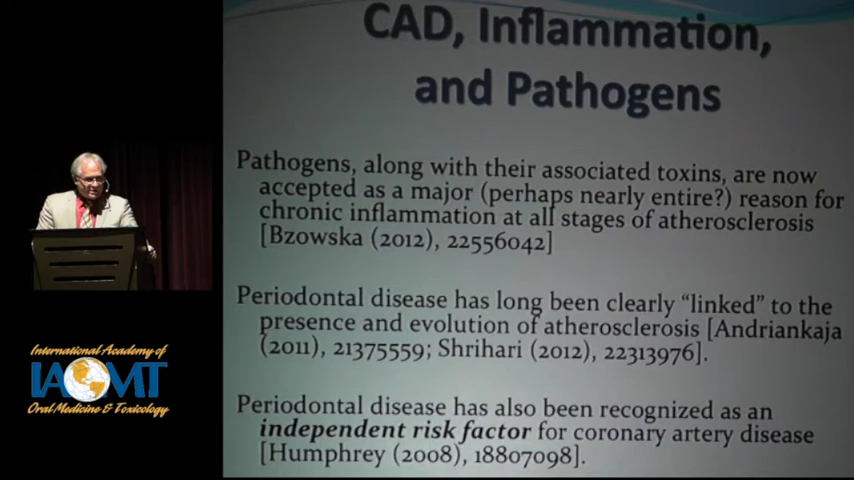 CAD, Inflammation,
and Pathogens
Pathogens, along with their associated toxins, are now
accepted as a major (perhaps nearly entire?) reason for
chronic inflammation at all stages of atherosclerosis
[Bzowska (2012), 22556042]
Periodontal disease has long been clearly “linked” to the
presence and evolution of atherosclerosis [Andriankaja
(2011), 21375559; Shrihari (2012), 22313976].
Periodontal disease has also been recognized as an
independent risk factor for coronary artery disease
[Humphrey (2008), 18807098].
International Academy of
IAOMT
Oral Medicine & Toxicology